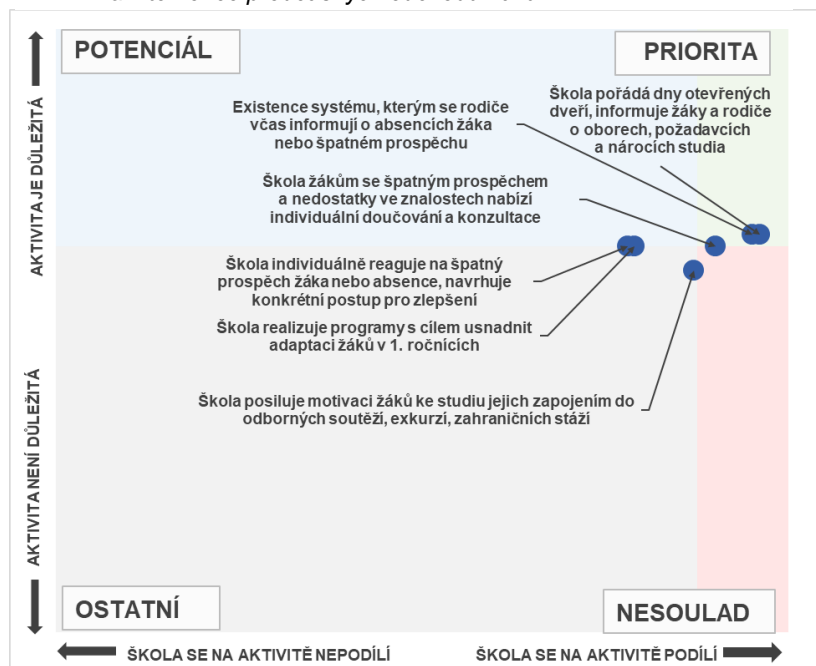 POTENCIÁL
PRIORITA
Škola pořádá dny otevřených
dveří, informuje žáky a rodiče
o oborech, požadavcích
a nárocích studia
Existence systému, kterým se rodiče
včas informují o absencích žáka
nebo špatném prospěchu
Škola žákům se špatným prospěchem
a nedostatky ve znalostech nabízí
individuální doučování a konzultace
Škola individuálně reaguje na špatný
prospěch žáka nebo absence, navrhuje
konkrétní postup pro zlepšení
Škola realizuje programy s cílem usnadnit
adaptaci žáků v 1. ročnících
Škola posiluje motivaci žáků ke studiu jejich zapojením do
odborných soutěží, exkurzí, zahraničních stáží
AKTIVITA JE DŮLEŽITÁ
AKTIVITA NENÍ DŮLEŽITÁ
OSTATNÍ
NESOULAD
ŠKOLA SE NA AKTIVITĚ NEPODÍLÍ
ŠKOLA SE NA AKTIVITĚ PODÍLÍ